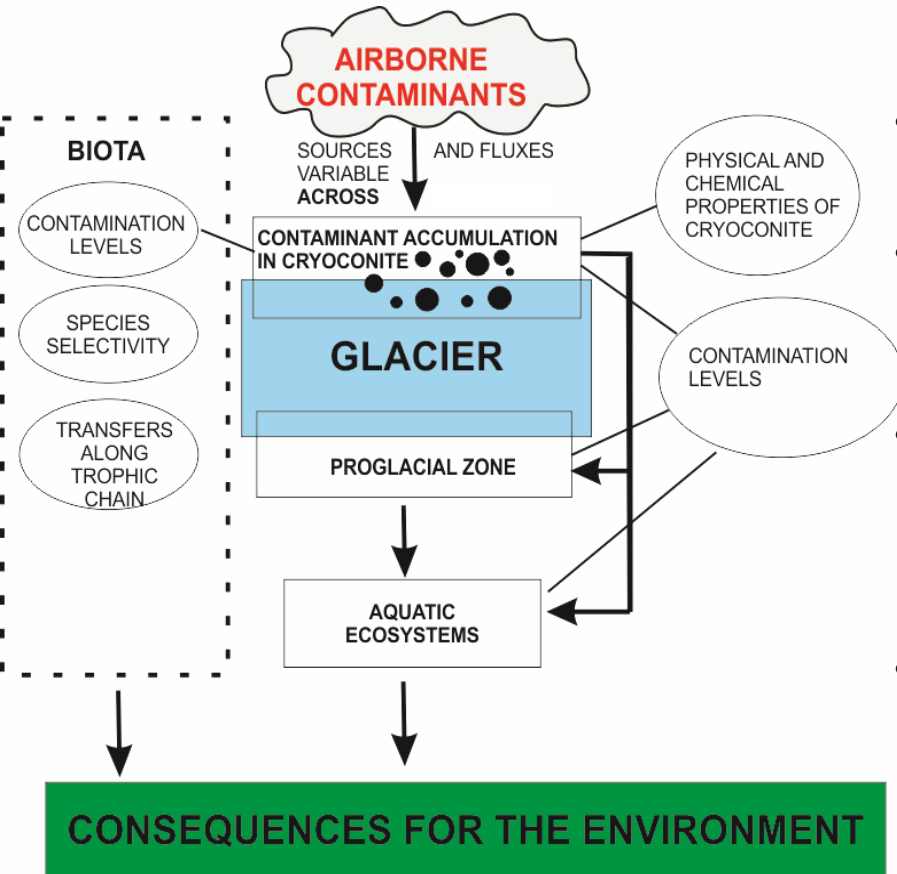 AIRBORNE
CONTAMINANTS
SOURCES AND FLUXES
VARIABLE
ACROSS
BIOTA
CONTAMINATION
LEVELS
SPECIES
SELECTIVITY
TRANSFERS
ALONG
TROPHIC
CHAIN
CONTAMINANT ACCUMULATION
IN CRYOCONITE
GLACIER
PROGLACIAL ZONE
AQUATIC
ECOSYSTEMS
PHYSICAL AND
CHEMICAL
PROPERTIES OF
CRYOCONITE
CONTAMINATION
LEVELS
CONSEQUENCES FOR THE ENVIRONMENT